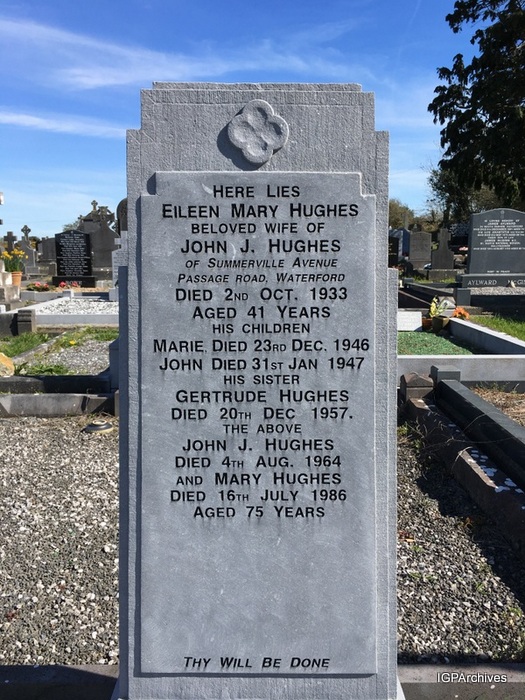 HERE LIES
EILEEN MARY HUGHES
BELOVED WIFE OF
JOHN J. HUGHES
OF SUMMERVILLE AVENUE
PASSAGE ROAD, WATERFORD
DIED 2ND OCT. 1933
AGED 41 YEARS
HIS CHILDREN
MARIE, DIED 23RD DEC. 1946
JOHN DIED 31ST JAN 1947
HIS SISTER
GERTRUDE HUGHES
DIED 20TH DEC 1957.
THE ABOVE
JOHN J. HUGHES
DIED 4TH AUG. 1964
AND MARY HUGHES
DIED 16TH JULY 1986
AGED 75 YEARS
THY WILL BE DONE
AYLWARD
IGPArchives